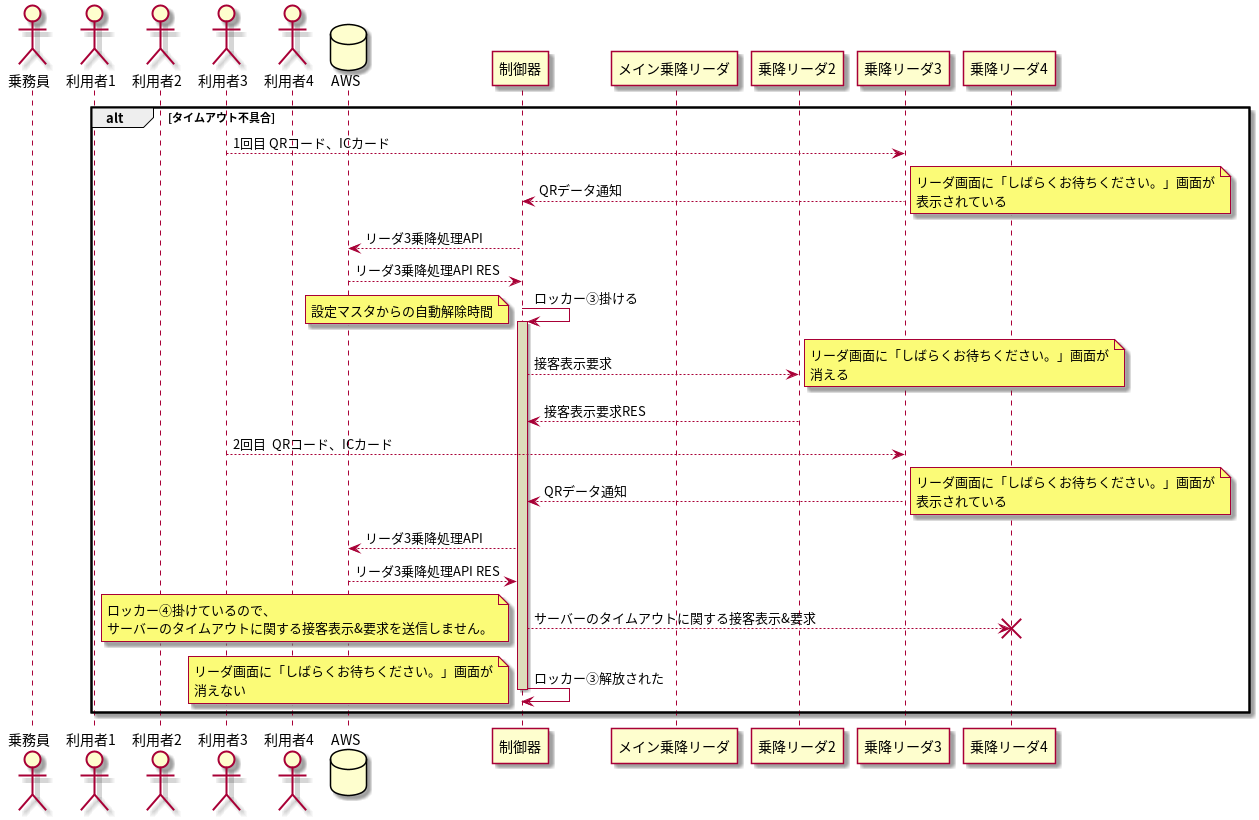 乗務員 利用者1 利用者2 利用者3 利用者4 AWS 制御器 メイン乗降リーダ 乗降リーダ2 乗降リーダ3 乗降リーダ4
alt [タイムアウト不具合]
1回目 QRコード、ICカード
リーダ画面に「しばらくお待ちください。」画面が
表示されている
QRデータ通知
リーダ3乗降処理API
リーダ3乗降処理API RES
ロッカー③掛ける
設定マスタからの自動解除時間
リーダ画面に「しばらくお待ちください。」画面が
消える
接客表示要求
接客表示要求RES
2回目 QRコード、ICカード
リーダ画面に「しばらくお待ちください。」画面が
表示されている
QRデータ通知
リーダ3乗降処理API
リーダ3乗降処理API RES
ロッカー④掛けているので、
サーバーのタイムアウトに関する接客表示&要求を送信しません。
サーバーのタイムアウトに関する接客表示&要求
リーダ画面に「しばらくお待ちください。」画面が
消えない
ロッカー③解放された
乗務員 利用者1 利用者2 利用者3 利用者4 AWS 制御器 メイン乗降リーダ 乗降リーダ2 乗降リーダ3 乗降リーダ4